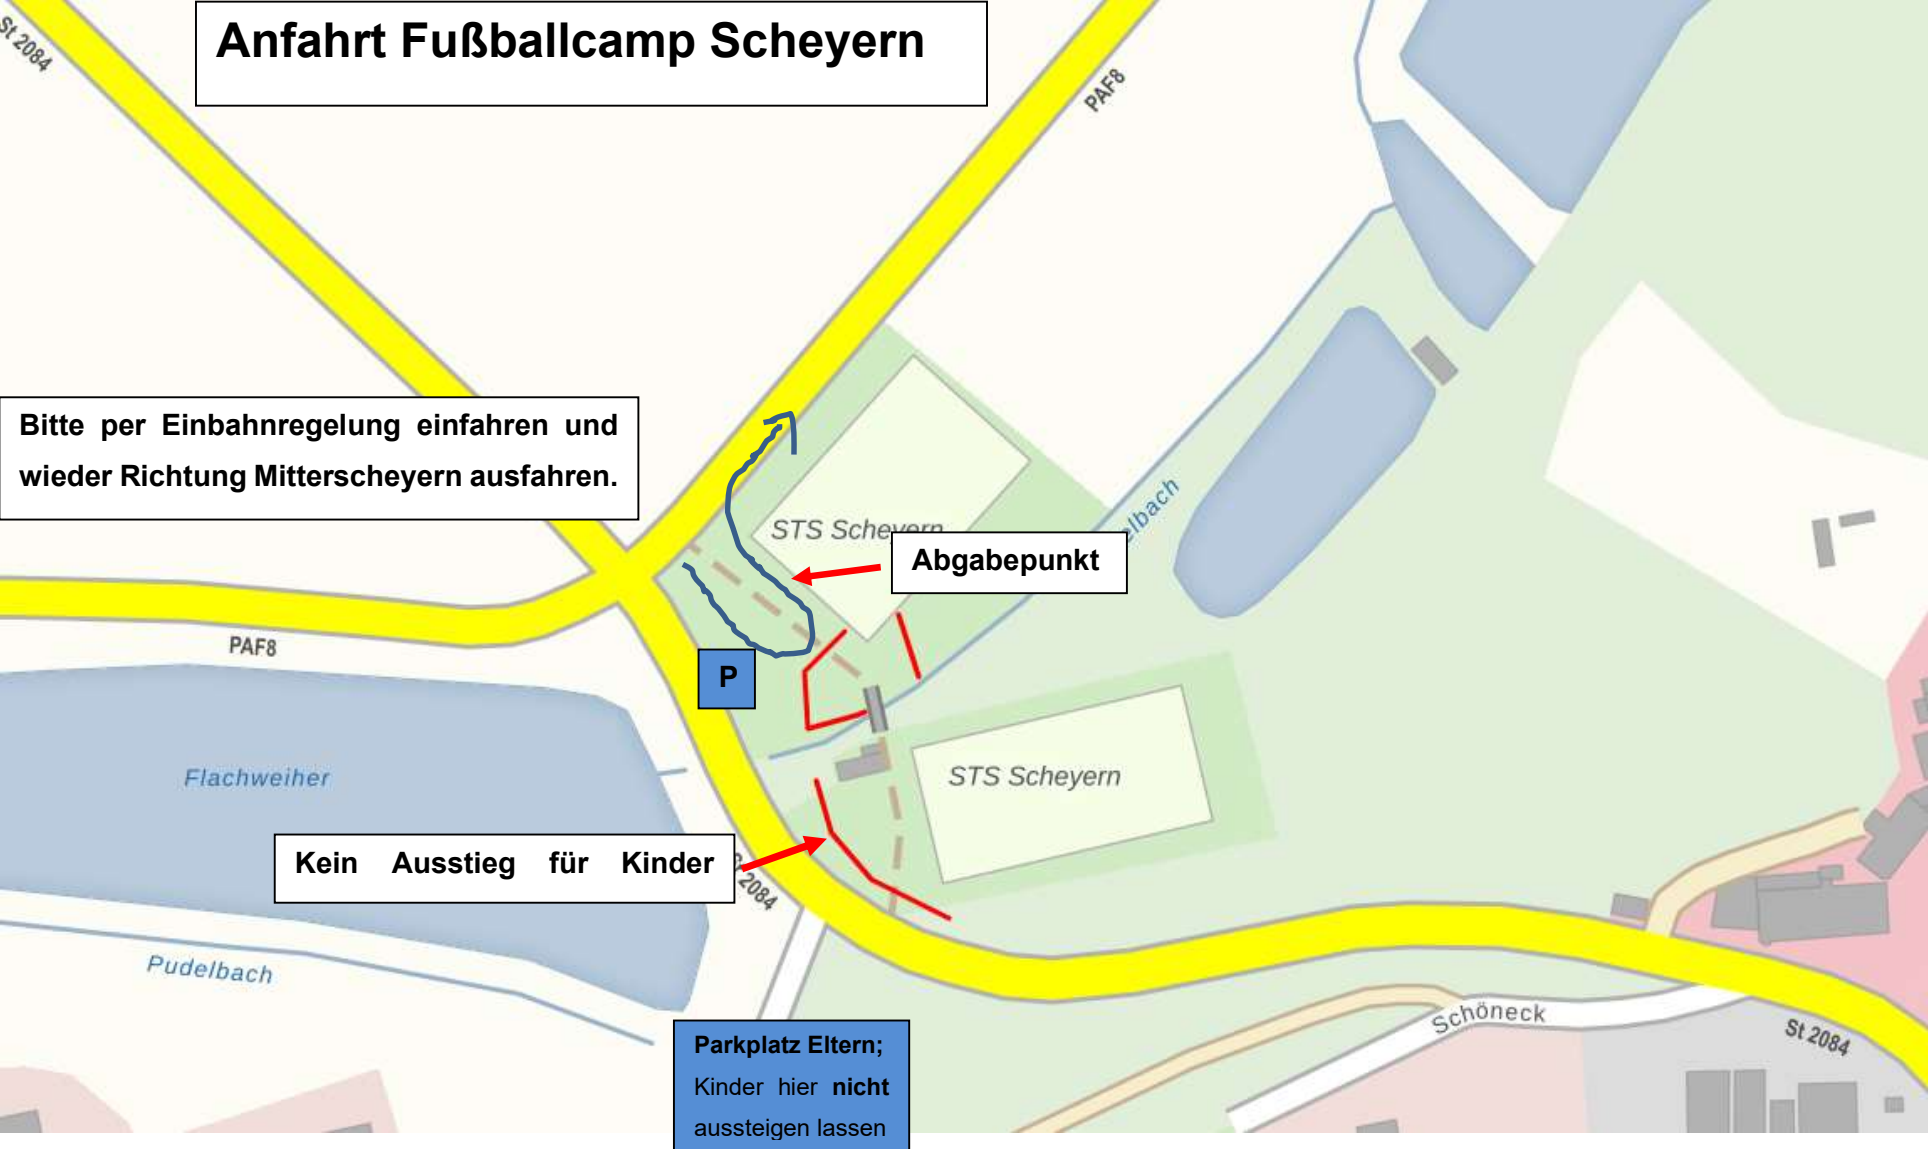 Anfahrt Fußballcamp Scheyern
St 2084
PAF8
Bitte per Einbahnregelung einfahren und
wieder Richtung Mitterscheyern ausfahren.
STS Scheyern
elbach
Abgabepunkt
PAF8
P
Flachweiher
STS Scheyern
Kein Ausstieg für Kinder
St 2084
Pudelbach
Schöneck
St 2084
Parkplatz Eltern;
Kinder hier nicht
aussteigen lassen